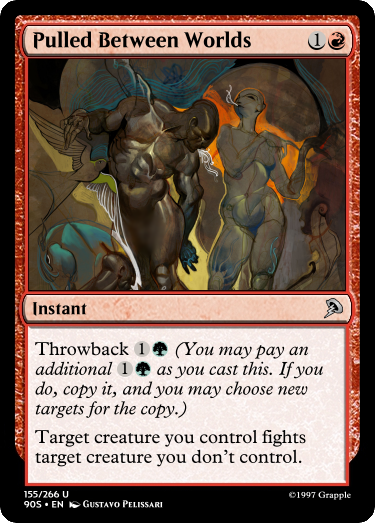 Pulled Between Worlds 1
Instant
Throwback 1 (You may pay an
additional 1 as you cast this. If you
do, copy it, and you may choose new
targets for the copy.)
Target creature you control fights
target creature you don't control.
155/266 U
90S • EN Gustavo Pelissari
©1997 Grapple